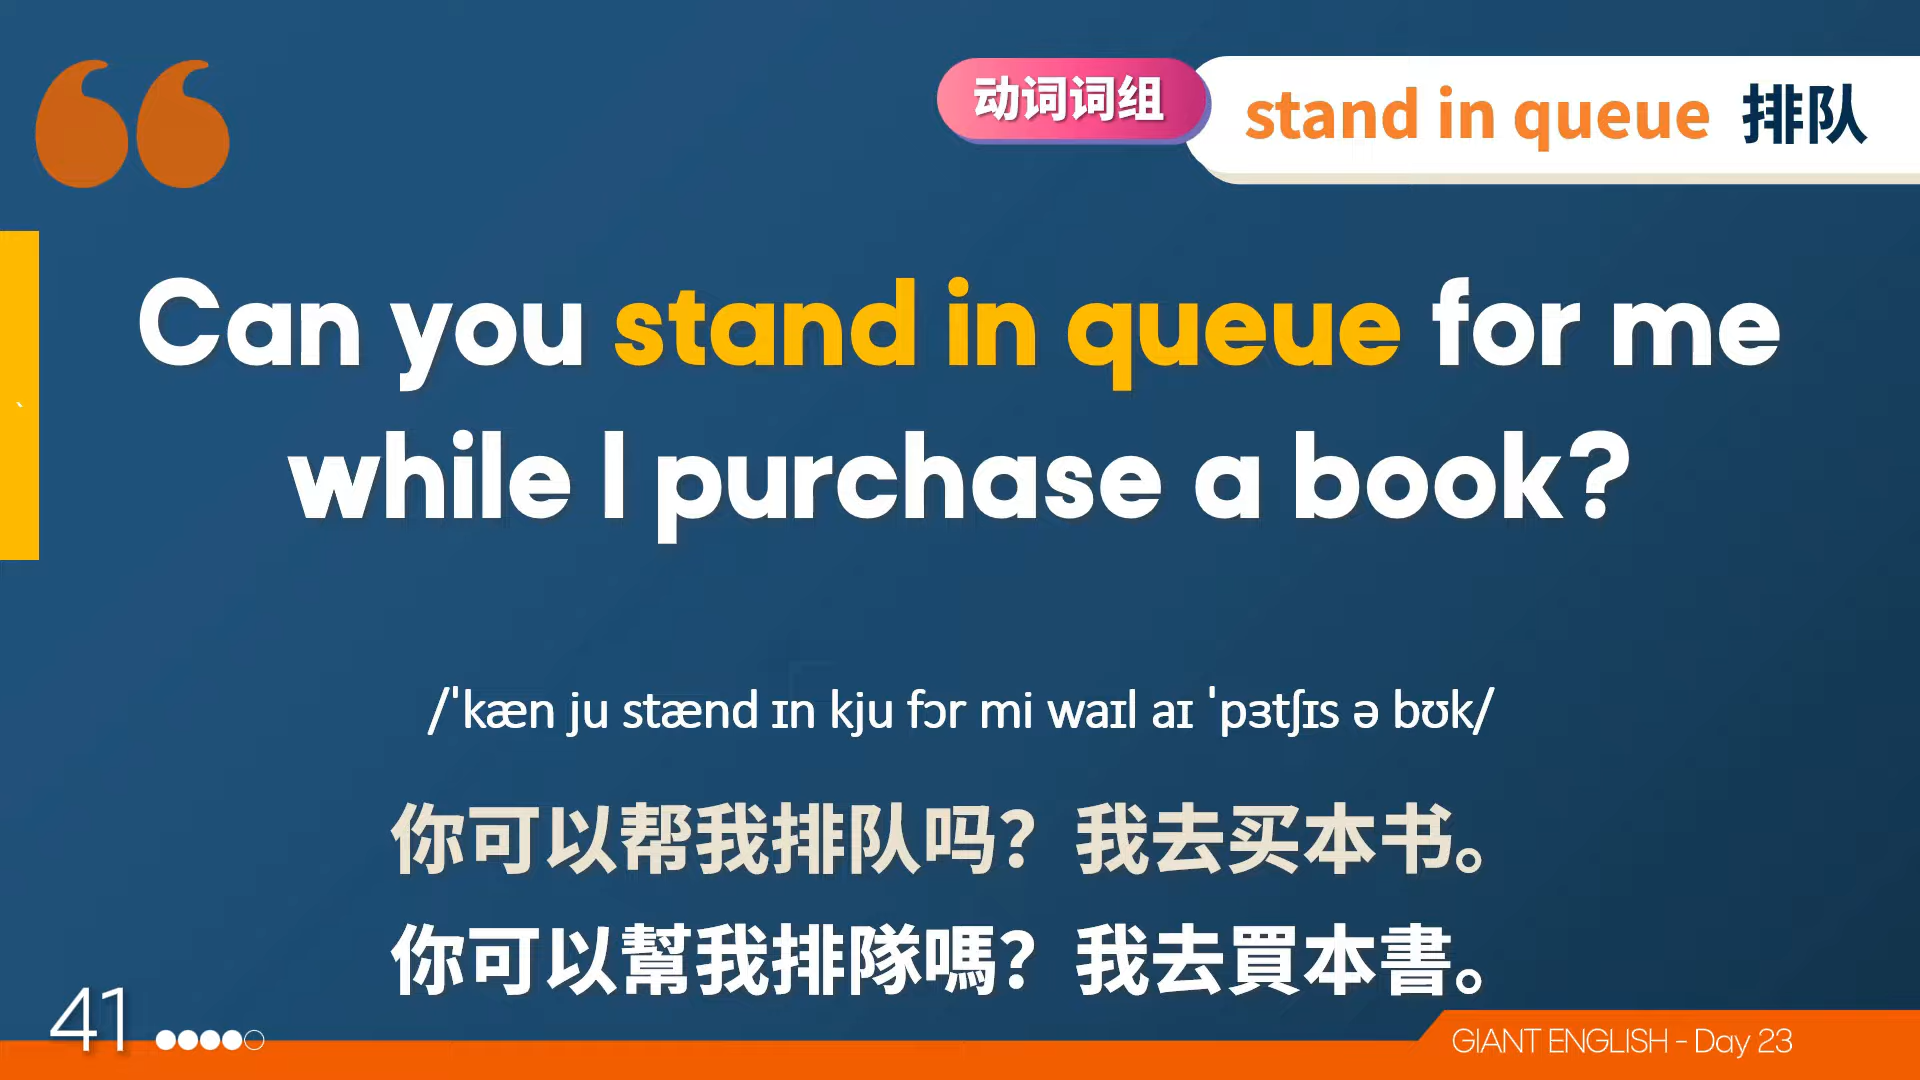 动词词组
stand in queue 排队
Can you stand in queue for me
while I purchase a book?
/ˈkæn ju stænd ɪn kju fɔr mi waɪl aɪ ˈpɜtʃɪs ə bʊk/
你可以帮我排队吗？我去买本书。
你可以幫我排隊嗎？我去買本書。
41
GIANT ENGLISH - Day 23